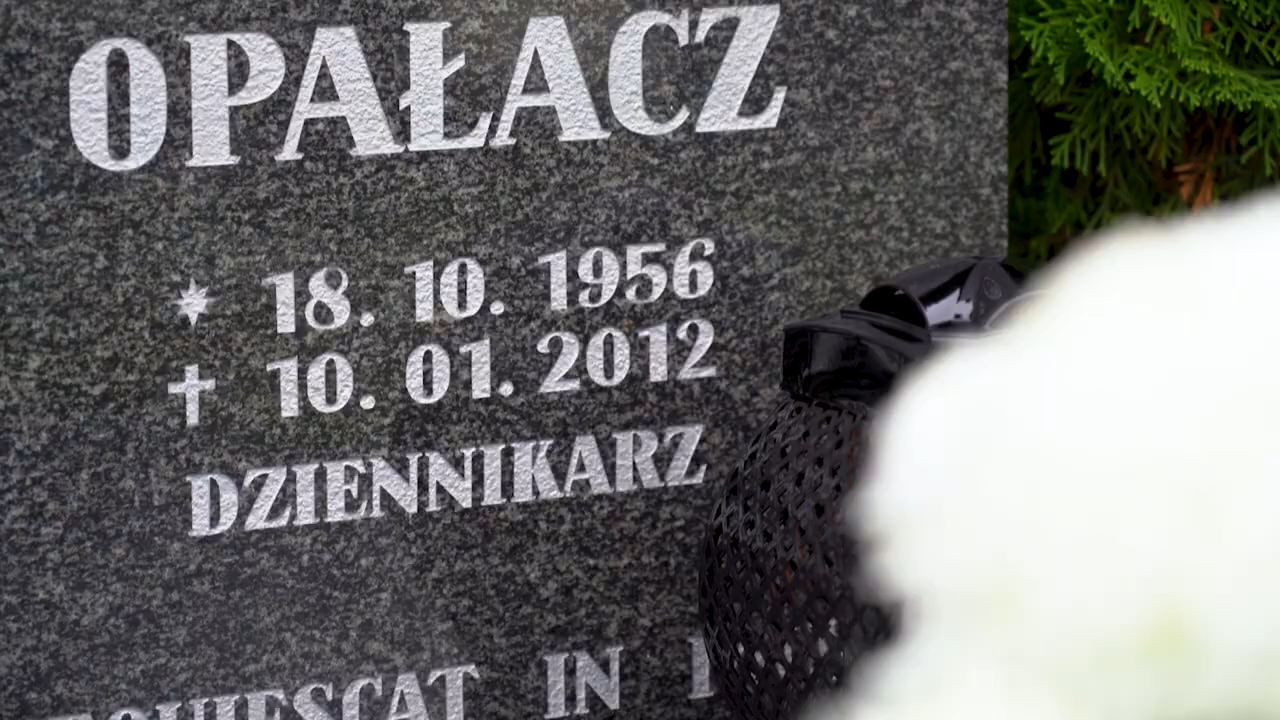 OPAŁACZ
* 18. 10. 1956
† 10. 01. 2012
DZIENNIKARZ
IN